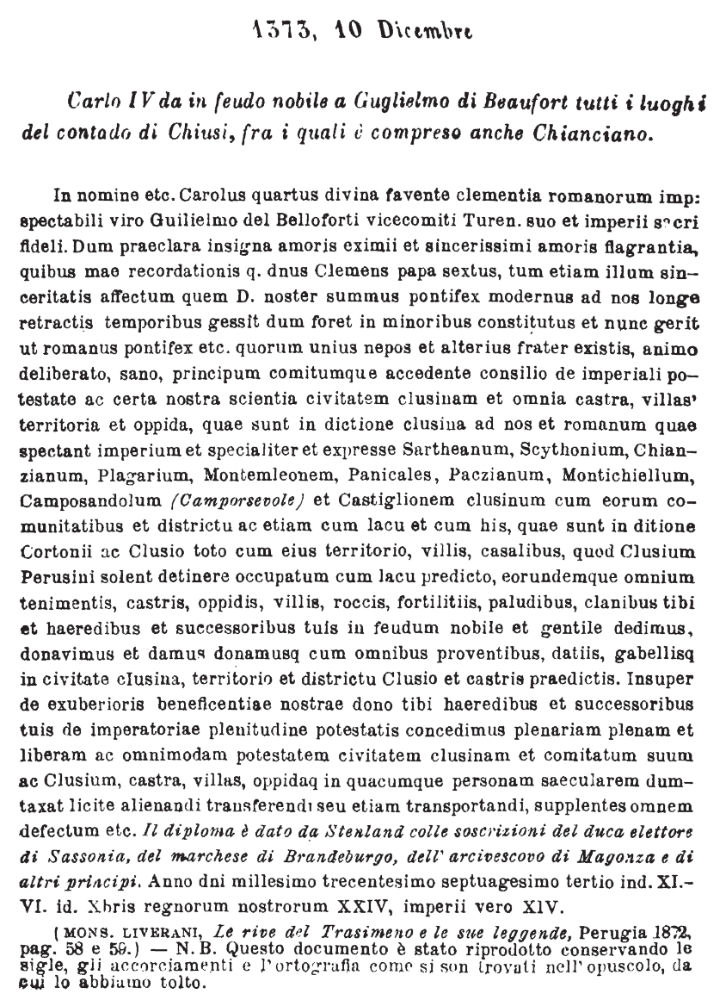 1373, 10 Dicembre
Carlo IV da in feudo nobile a Guglielmo di Beaufort tutti i luoghi
del contado di Chiusi, fra i quali è compreso anche Chianciano.
In nomine etc. Carolus quartus divina favente clementia romanorum imp:
spectabili viro Guilielmo del Belloforti vicecomiti Turen. suo et imperii sacri
fideli. Dum praeclara insigna amoris eximii et sincerissimi amoris flagrantia,
quibus mae recordationis q. dnus Clemens papa sextus, tum etiam illum sin-
ceritatis affectum quem D. noster summus pontifex modernus ad nos longe
retractis temporibus gessit dum foret in minoribus constitutus et nunc gerit
ut romanus pontifex etc. quorum unius nepos et alterius frater existis, animo
deliberato, sano, principum comitumque accedente consilio de imperiali po-
testate ac certa nostra scientia civitatem clusinam et omnia castra, villas'
territoria et oppida, quae sunt in dictione clusina ad nos et romanum quae
spectant imperium et specialiter et expresse Sartheanum, Scythonium, Chian-
zianum, Plagarium, Montemleonem, Panicales, Paczianum, Montichiellum,
Camposandolum (Camporsevole) et Castiglionem clusinum cum eorum co-
munitatibus et districtu ac etiam cum lacu et cum his, quae sunt in ditione
Cortonii ac Clusio toto cum eius territorio, villis, casalibus, quod Clusium
Perusini solent detinere occupatum cum lacu predicto, eorundemque omnium
tenimentis, castris, oppidis, villis, roccis, fortilitiis, paludibus, clanibus tibi
et haeredibus et successoribus tuis in feudum nobile et gentile dedimus,
donavimus et damus donamusq cum omnibus proventibus, datiis, gabellisq
in civitate clusina, territorio et districtu Clusio et castris praedictis. Insuper
de exuberioris beneficentiae nostrae dono tibi haeredibus et successoribus
tuis de imperatoriae plenitudine potestatis concedimus plenariam plenam et
liberam ac omnimodam potestatem civitatem clusinam et comitatum suum
ac Clusium, castra, villas, oppidaq in quacumque personam saecularem dum-
taxat licite alienandi transferendi seu etiam transportandi, supplentes omnem
defectum etc. Il diploma è dato da Stenland colle soscrizioni del duca elettore
di Sassonia, del marchese di Brandeburgo, dell' arcivescovo di Magonza e di
altri principi. Anno dni millesimo trecentesimo septuagesimo tertio ind. XI.-
VI. id. Xbris regnorum nostrorum XXIV, imperii vero XIV.
(MONS. LIVERANI, Le rive del Trasimeno e le sue leggende, Perugia 1872,
pag. 58 e 59.) — N. B. Questo documento è stato riprodotto conservando le
sigle, gli accorciamenti e l'ortografia come si son trovati nell'opuscolo, da
cui lo abbiamo tolto.